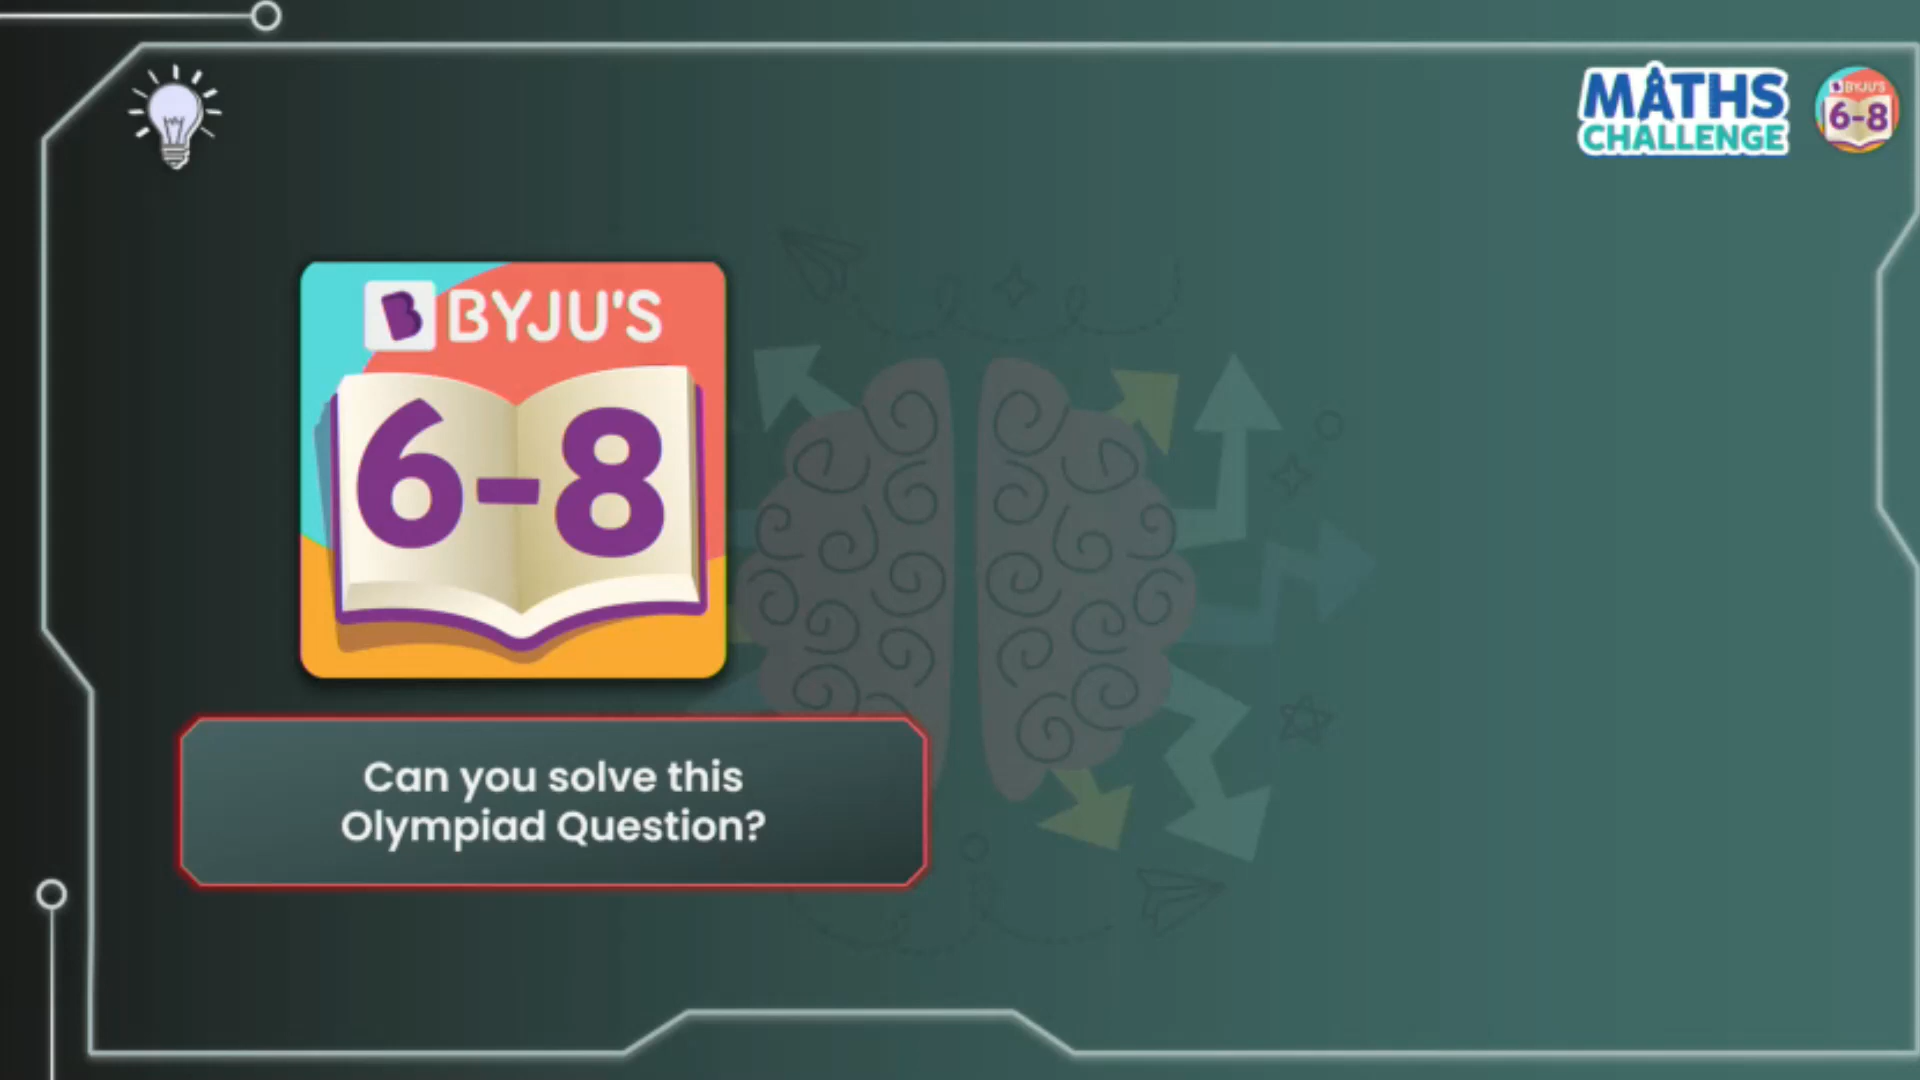 MATHS
CHALLENGE
BYJU'S
6-8
B BYJU'S
6-8
Can you solve this
Olympiad Question?